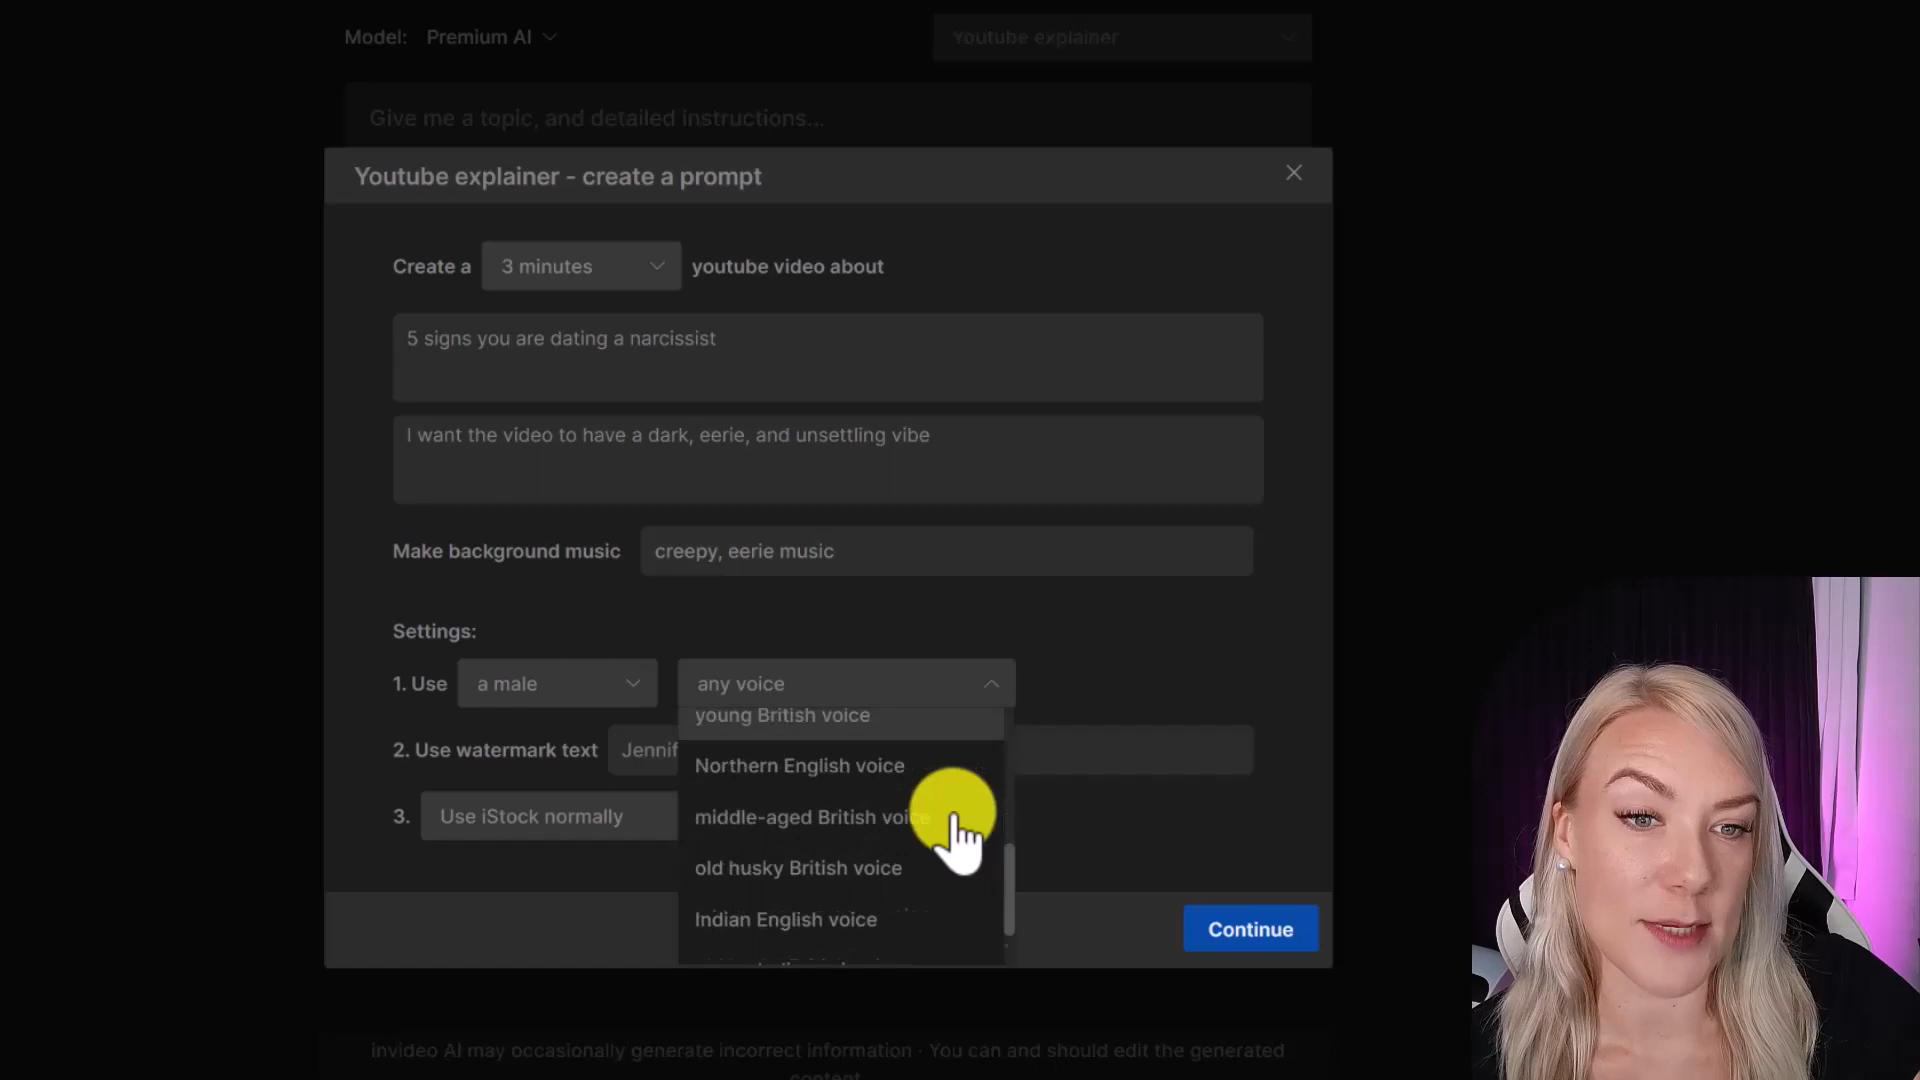 Model: Premium AI
Youtube explainer
Give me a topic, and detailed instructions...
Youtube explainer - create a prompt
Create a 3 minutes youtube video about
5 signs you are dating a narcissist
I want the video to have a dark, eerie, and unsettling vibe
Make background music creepy, eerie music
Settings:
1. Use a male any voice
young British voice
2. Use watermark text Jennif
Northern English voice
3. Use iStock normally
middle-aged British voice
old husky British voice
Indian English voice
Continue
invideo AI may occasionally generate incorrect information · You can and should edit the generated
content